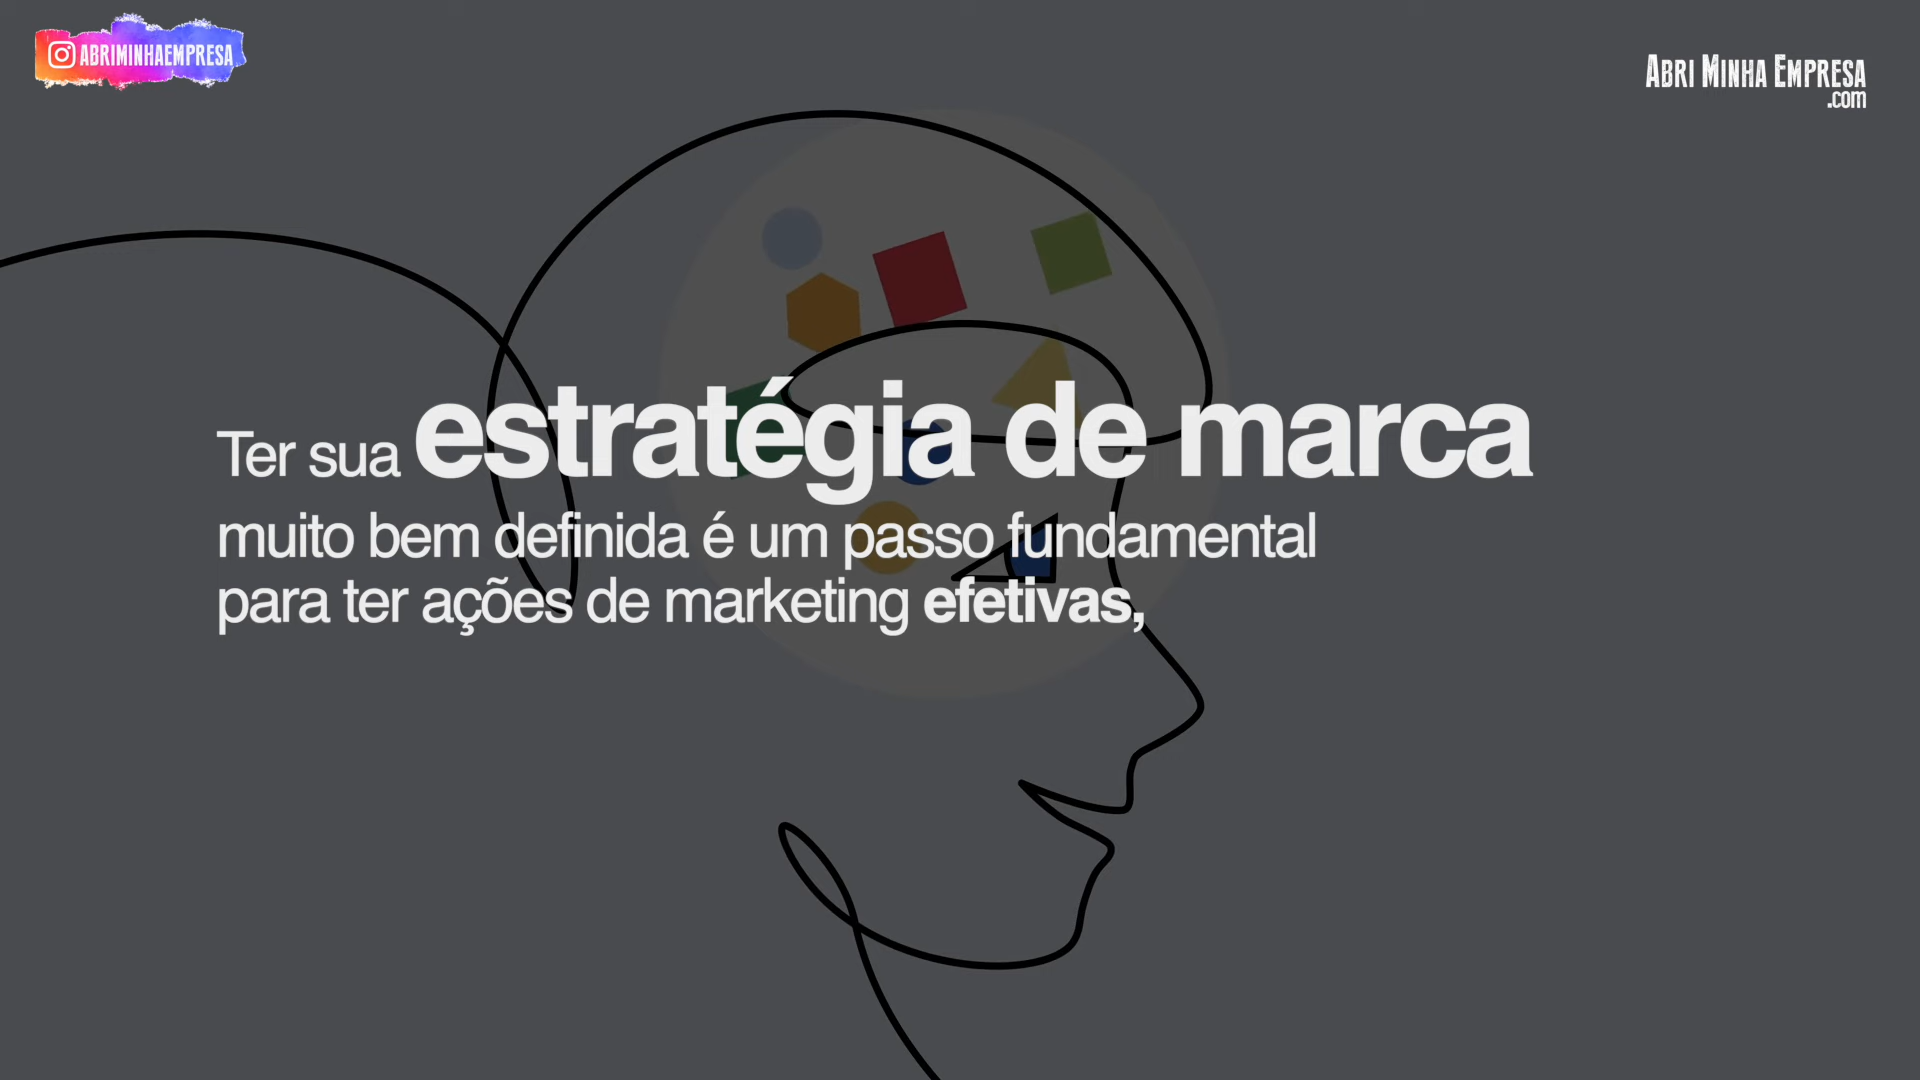 ABRIMINHAEMPRESA
ABRI MINHA EMPRESA
.com
Ter sua estratégia de marca
muito bem definida é um passo fundamental
para ter ações de marketing efetivas,